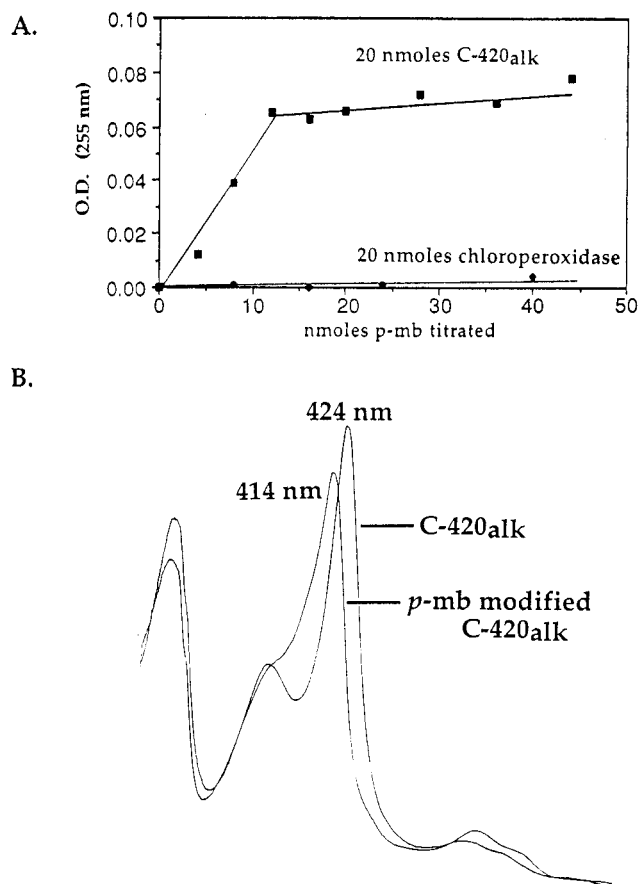 A.
0.10
0.08
0.06
0.04
0.02
0.00
O.D. (255 nm)
20 nmoles C-420alk
20 nmoles chloroperoxidase
0
10
20
30
40
50
nmoles p-mb titrated
B.
424 nm
414 nm
C-420alk
p-mb modified
C-420alk